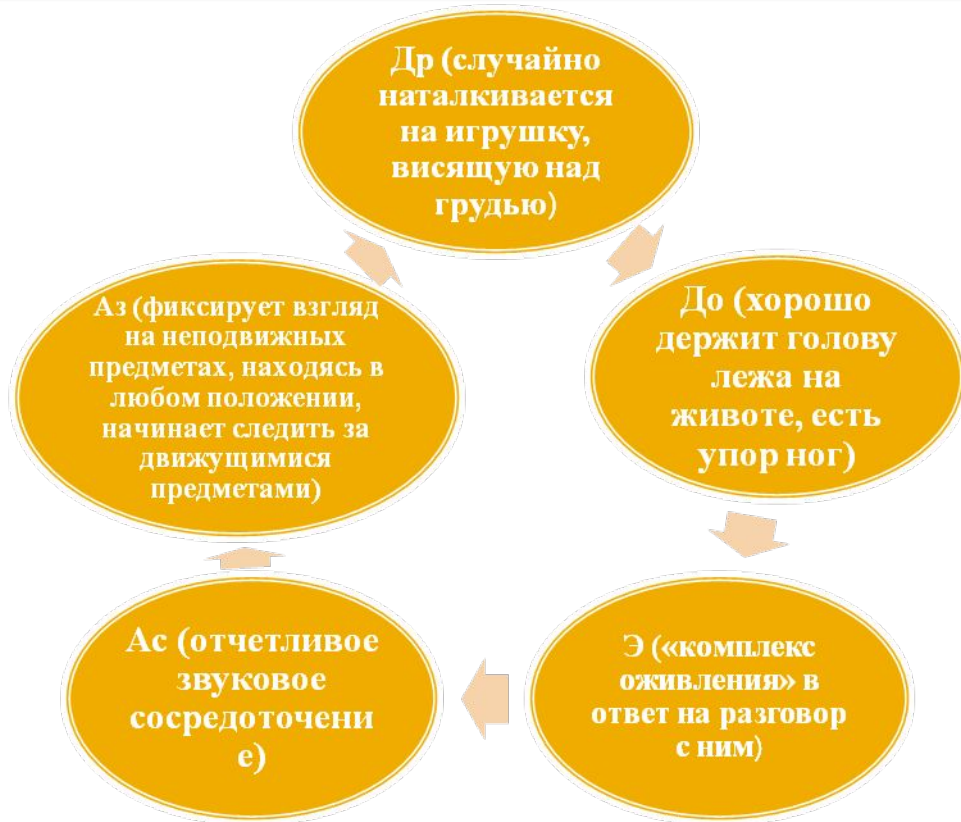 Др (случайно
наталкивается
на игрушку,
висящую над
грудью)
До (хорошо
держит голову
лежа на
животе, есть
упор ног)
Э («комплекс
оживления» в
ответ на разговор
с ним)
Ас (отчетливое
звуковое
сосредоточени
е)
Аз (фиксирует взгляд
на неподвижных
предметах, находясь в
любом положении,
начинает следить за
движущимися
предметами)